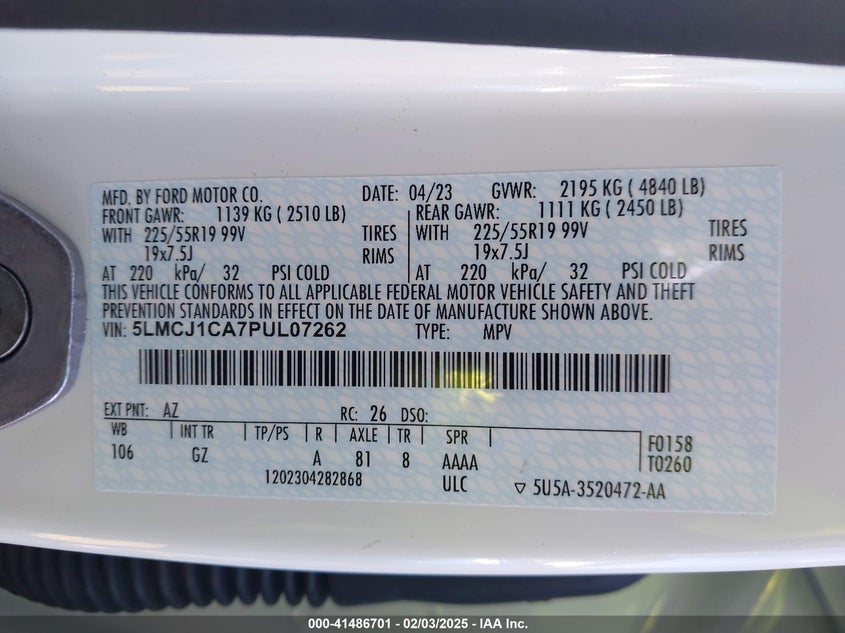 MFD. BY FORD MOTOR CO. DATE: 04/23 GVWR: 2195 KG ( 4840 LB)
FRONT GAWR: 1139 KG ( 2510 LB) REAR GAWR: 1111 KG ( 2450 LB)
WITH 225/55R19 99V TIRES WITH 225/55R19 99V TIRES
19x7.5J RIMS 19x7.5J RIMS
AT 220 kPa/ 32 PSI COLD AT 220 kPa/ 32 PSI COLD
THIS VEHICLE CONFORMS TO ALL APPLICABLE FEDERAL MOTOR VEHICLE SAFETY AND THEFT
PREVENTION STANDARDS IN EFFECT ON THE DATE OF MANUFACTURE SHOWN ABOVE.
VIN: 5LMCJ1CA7PUL07262 TYPE: MPV
EXT PNT: AZ RC: 26 DSO:
WB INT TR TP/PS R AXLE TR SPR F0158
106 GZ A 81 8 AAAA T0260
1202304282868 ULC ▽ 5U5A-3520472-AA
000-41486701 - 02/03/2025 - IAA Inc.